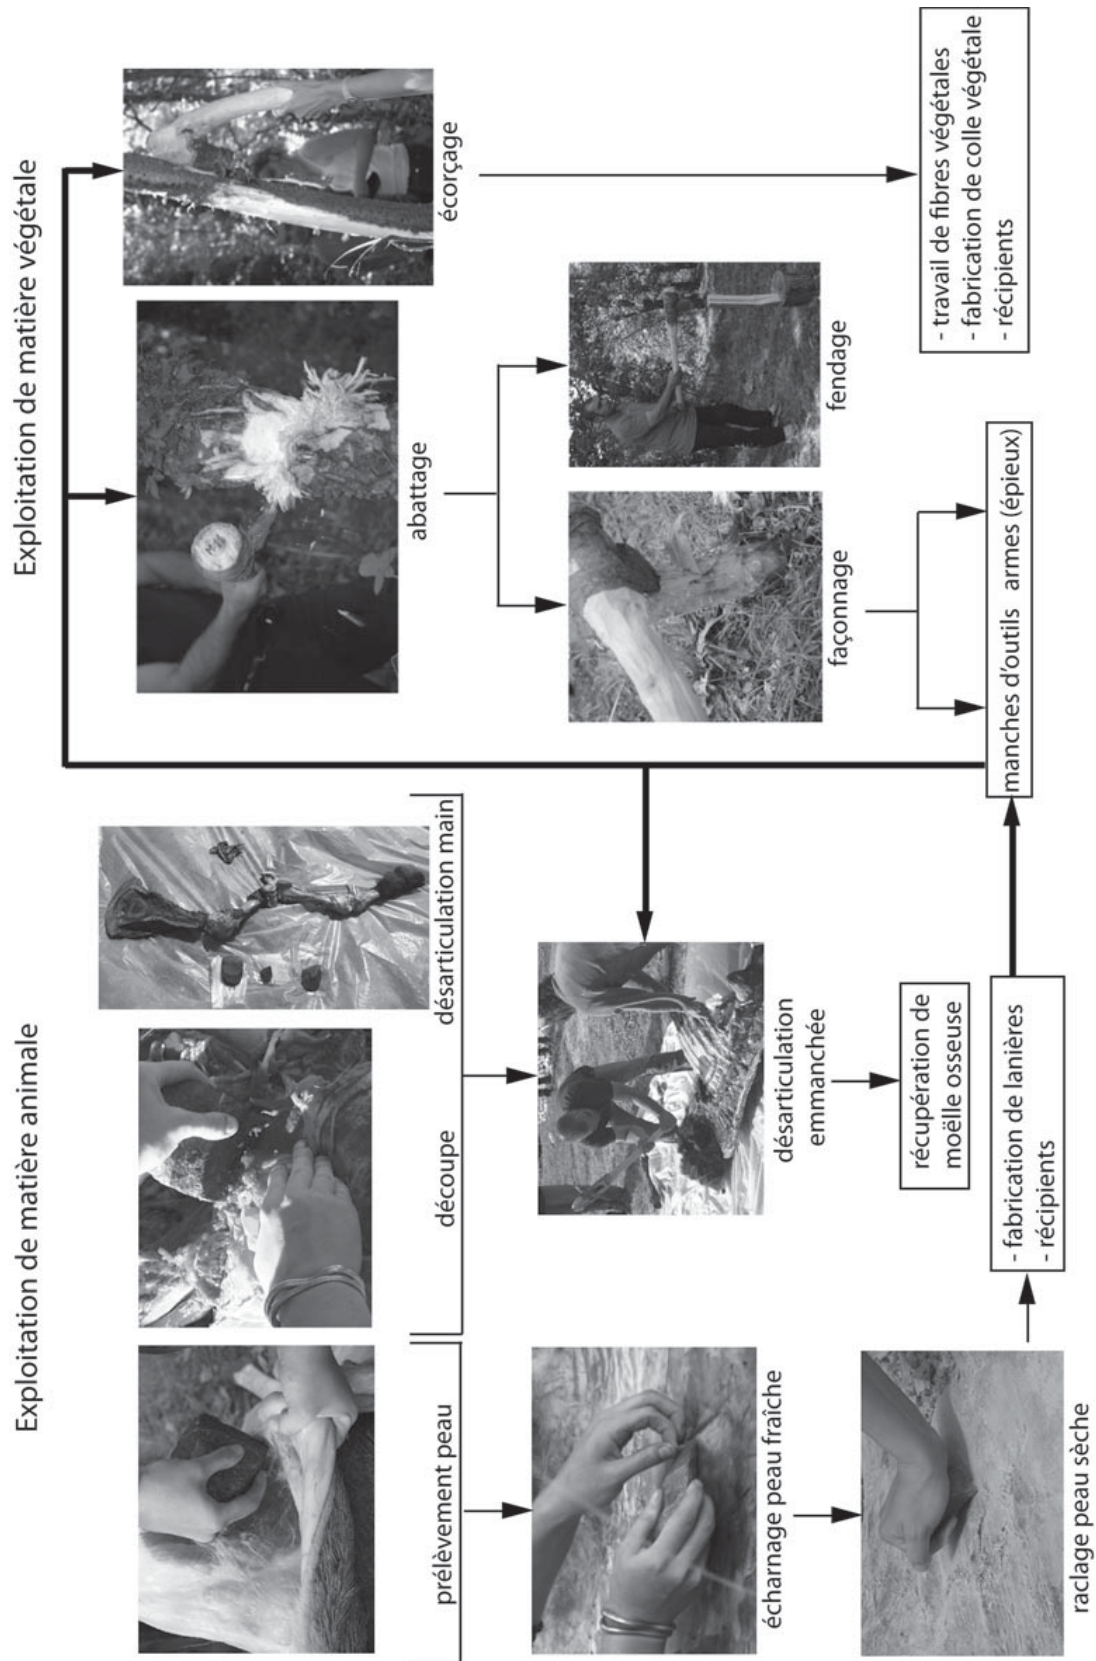 Exploitation de matière animale
Exploitation de matière végétale
prélèvement peau
découpe
désarticulation main
abattage
écorçage
écharnage peau fraîche
désarticulation
emmanchée
façonnage
fendage
raclage peau sèche
récupération de
moëlle osseuse
- fabrication de lanières
- récipients
manches d'outils armes (épieux)
- travail de fibres végétales
- fabrication de colle végétale
- récipients